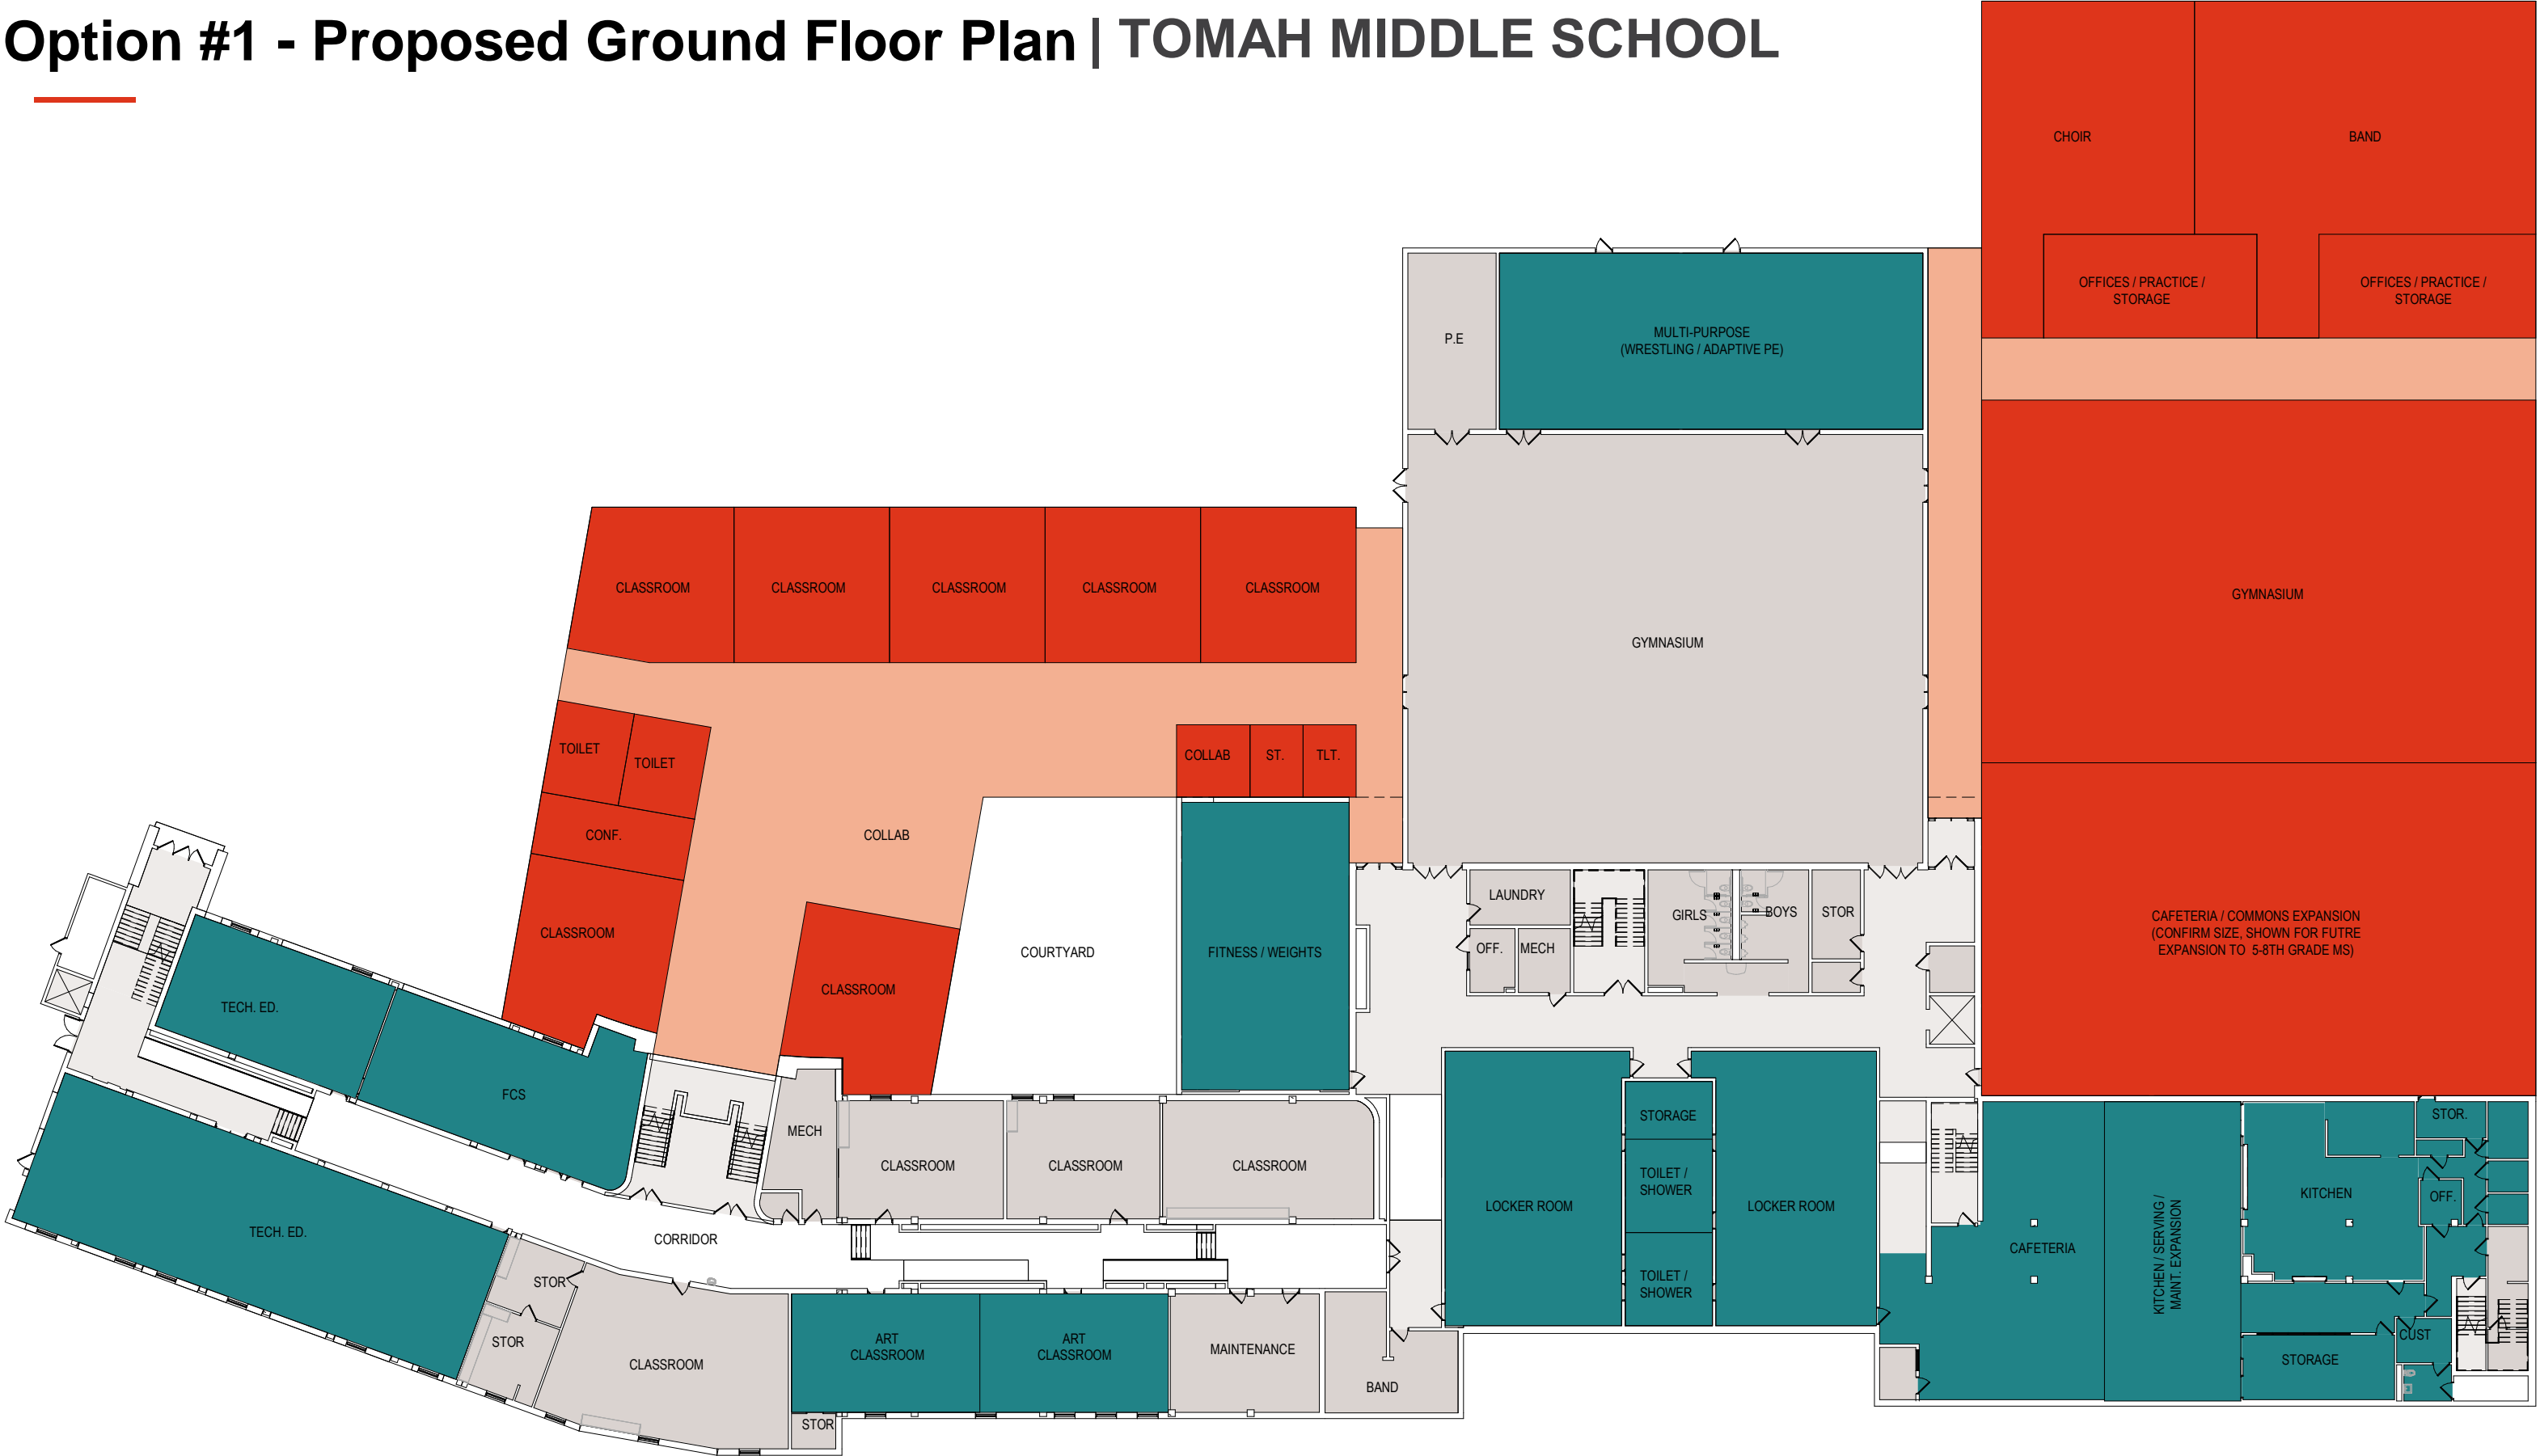 Option #1 - Proposed Ground Floor Plan | TOMAH MIDDLE SCHOOL
CHOIR
BAND
OFFICES / PRACTICE /
STORAGE
OFFICES / PRACTICE /
STORAGE
P.E
MULTI-PURPOSE
(WRESTLING / ADAPTIVE PE)
GYMNASIUM
GYMNASIUM
CLASSROOM
CLASSROOM
CLASSROOM
CLASSROOM
CLASSROOM
TOILET
TOILET
COLLAB
ST.
TLT.
CONF.
COLLAB
CLASSROOM
CLASSROOM
COURTYARD
FITNESS / WEIGHTS
LAUNDRY
OFF.
MECH
GIRLS
BOYS
STOR
CAFETERIA / COMMONS EXPANSION
(CONFIRM SIZE, SHOWN FOR FUTRE
EXPANSION TO 5-8TH GRADE MS)
TECH. ED.
FCS
MECH
CLASSROOM
CLASSROOM
CLASSROOM
STORAGE
TOILET /
SHOWER
TOILET /
SHOWER
LOCKER ROOM
LOCKER ROOM
STOR.
KITCHEN
OFF.
CAFETERIA
KITCHEN / SERVING /
MAINT. EXPANSION
CUST
STORAGE
TECH. ED.
CORRIDOR
STOR
STOR
CLASSROOM
ART
CLASSROOM
ART
CLASSROOM
MAINTENANCE
BAND
STOR